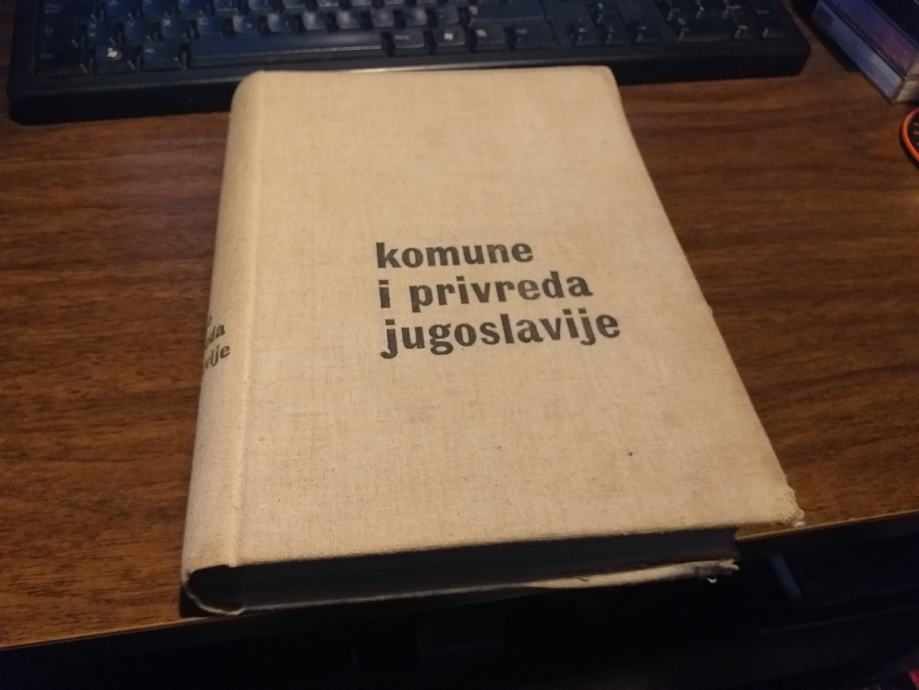 komune
i privreda
jugoslavije